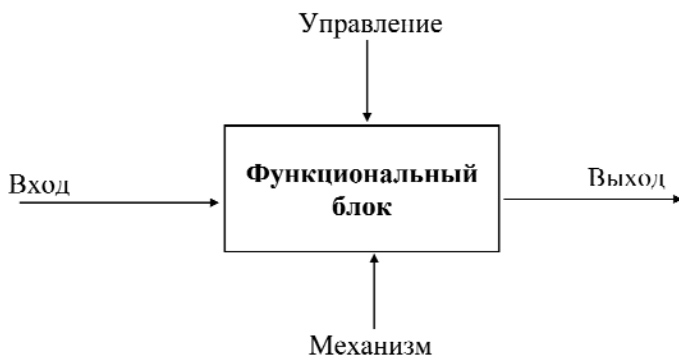 Управление
Функциональный
блок
Вход
Выход
Механизм